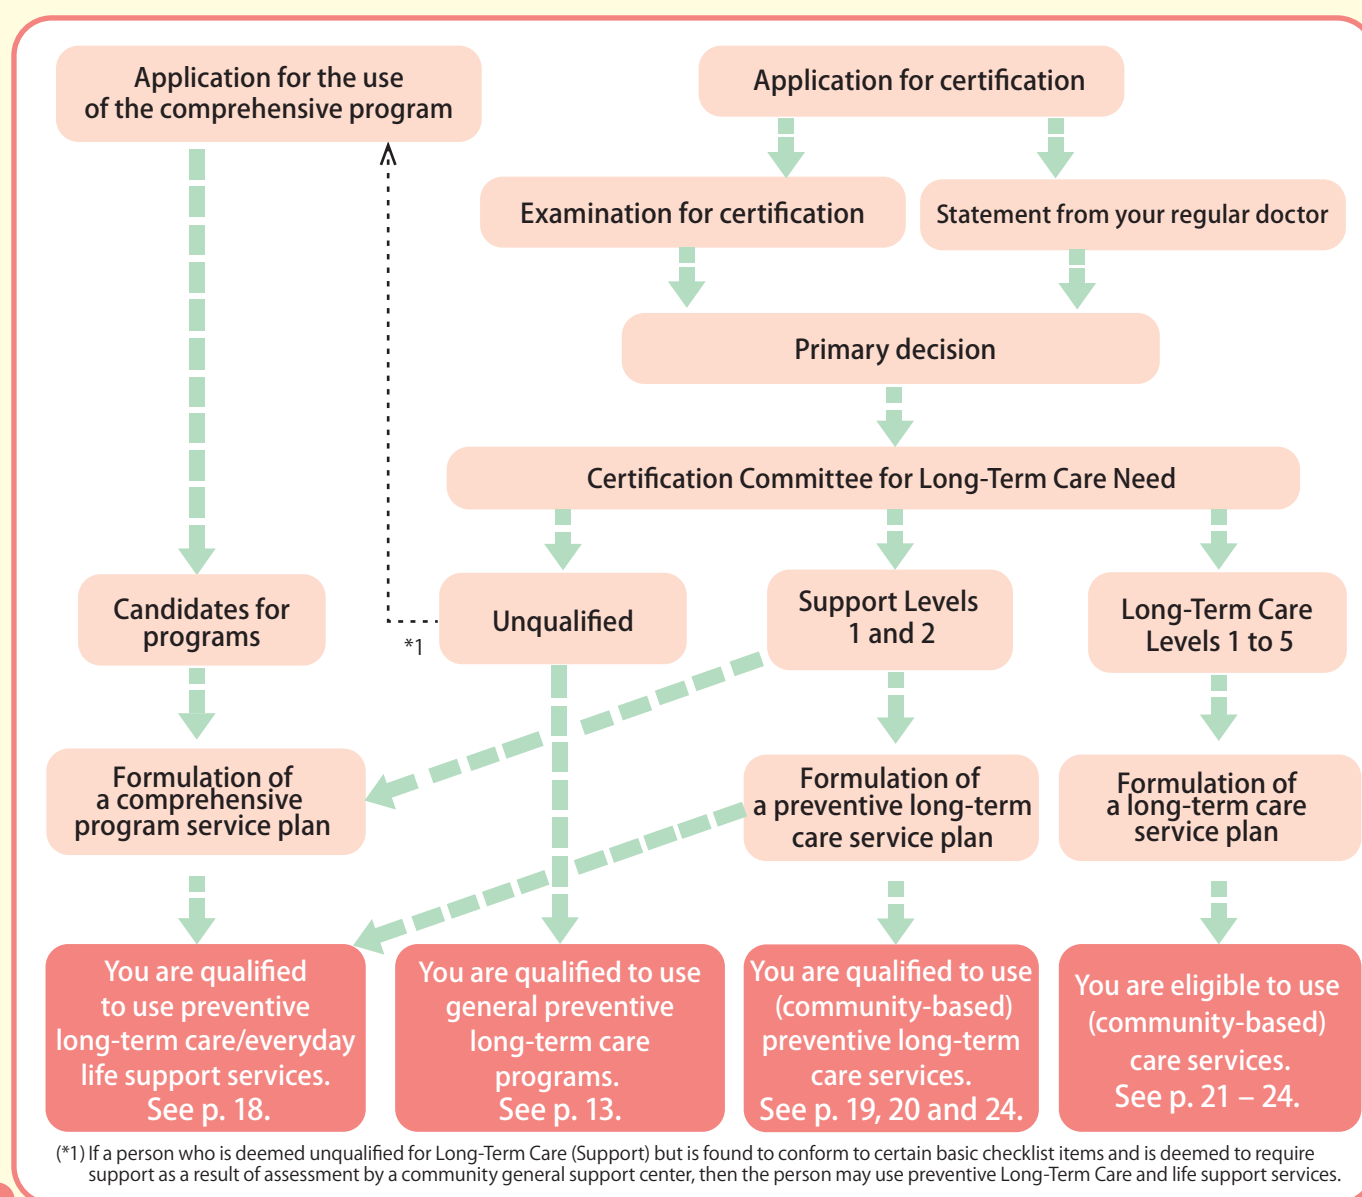 Application for the use
of the comprehensive program
Application for certification
Examination for certification
Statement from your regular doctor
Primary decision
Certification Committee for Long-Term Care Need
Candidates for
programs
*1
Unqualified
Support Levels
1 and 2
Long-Term Care
Levels 1 to 5
Formulation of
a comprehensive
program service plan
Formulation of
a preventive long-term
care service plan
Formulation of
a long-term care
service plan
You are qualified
to use preventive
long-term care/everyday
life support services.
See p. 18.
You are qualified to use
general preventive
long-term care
programs.
See p. 13.
You are qualified to use
(community-based)
preventive long-term
care services.
See p. 19, 20 and 24.
You are eligible to use
(community-based)
care services.
See p. 21 – 24.
(*1) If a person who is deemed unqualified for Long-Term Care (Support) but is found to conform to certain basic checklist items and is deemed to require
support as a result of assessment by a community general support center, then the person may use preventive Long-Term Care and life support services.